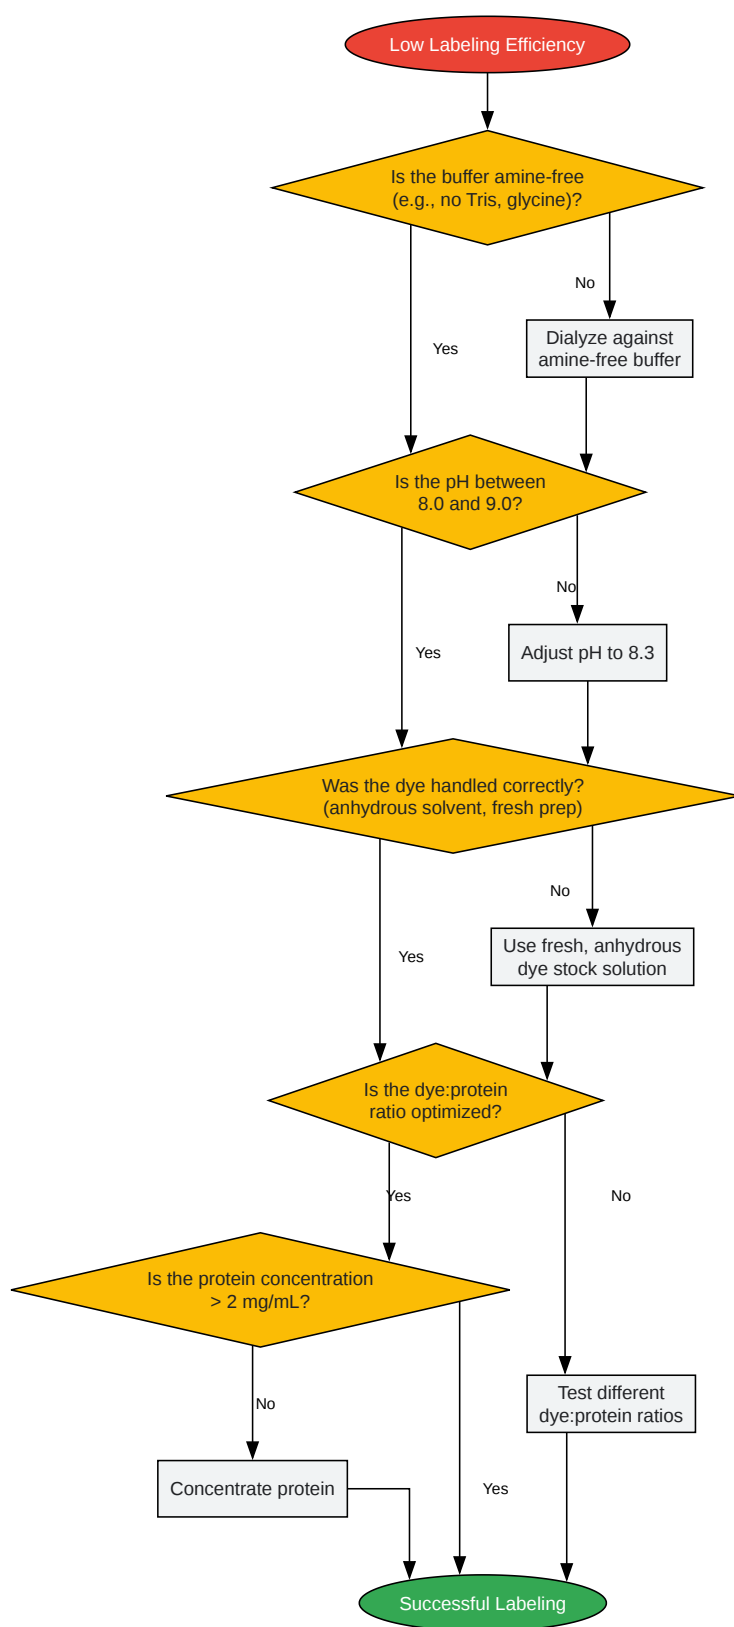 Low Labeling Efficiency
Is the buffer amine-free
(e.g., no Tris, glycine)?
No
Dialyze against
amine-free buffer
Yes
Is the pH between
8.0 and 9.0?
No
Adjust pH to 8.3
Yes
Was the dye handled correctly?
(anhydrous solvent, fresh prep)
No
Use fresh, anhydrous
dye stock solution
Yes
Is the dye:protein
ratio optimized?
Yes
No
Is the protein concentration
> 2 mg/mL?
Test different
dye:protein ratios
No
Concentrate protein
Yes
Successful Labeling